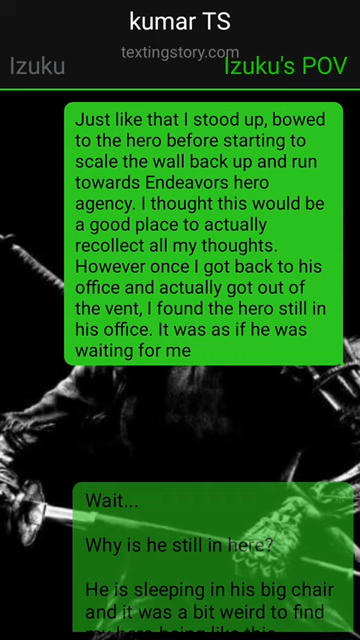 kumar TS
textingstory.com
Izuku
Izuku's POV
Just like that I stood up, bowed
to the hero before starting to
scale the wall back up and run
towards Endeavors hero
agency. I thought this would be
a good place to actually
recollect all my thoughts.
However once I got back to his
office and actually got out of
the vent, I found the hero still in
his office. It was as if he was
waiting for me
Wait...
Why is he still in here?
He is sleeping in his big chair
and it was a bit weird to find